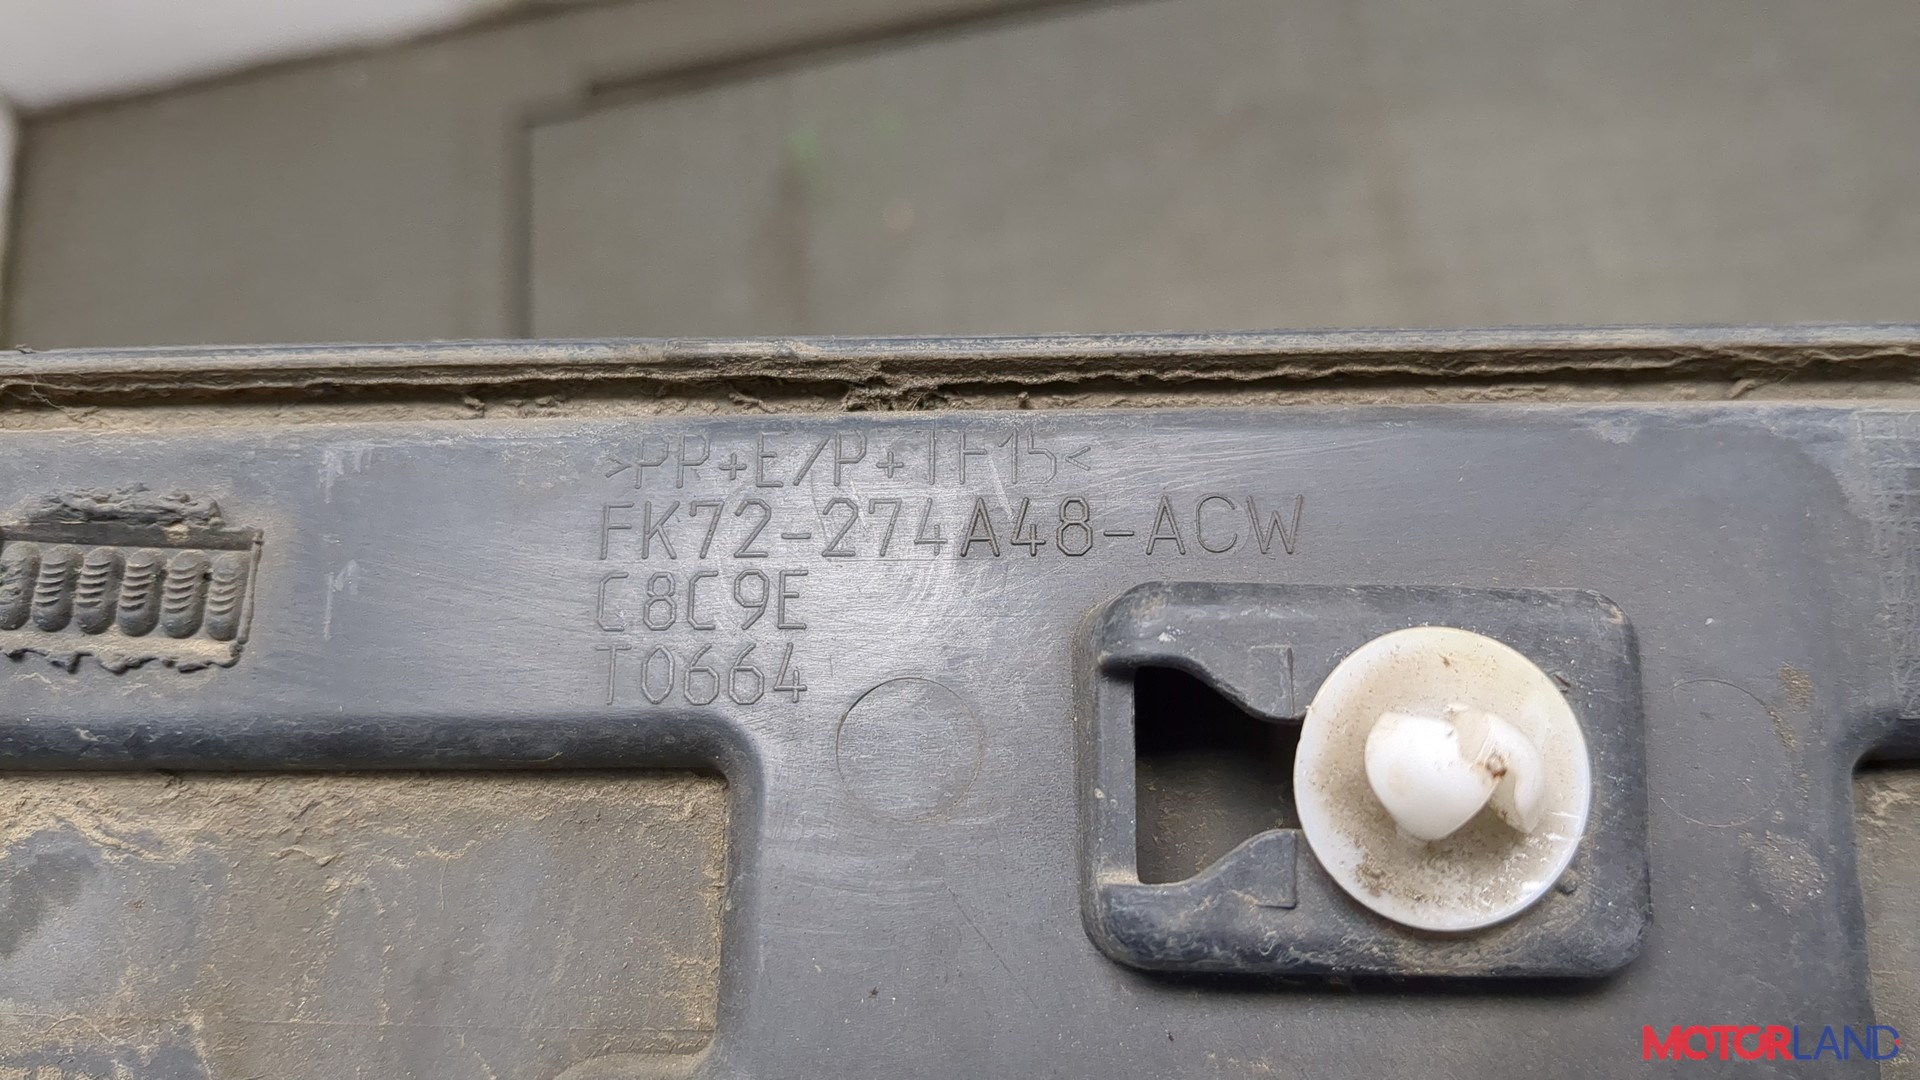 >PP+E/P+TF15<
FK72-274A48-ACW
C8C9E
T0664
MOTORLAND